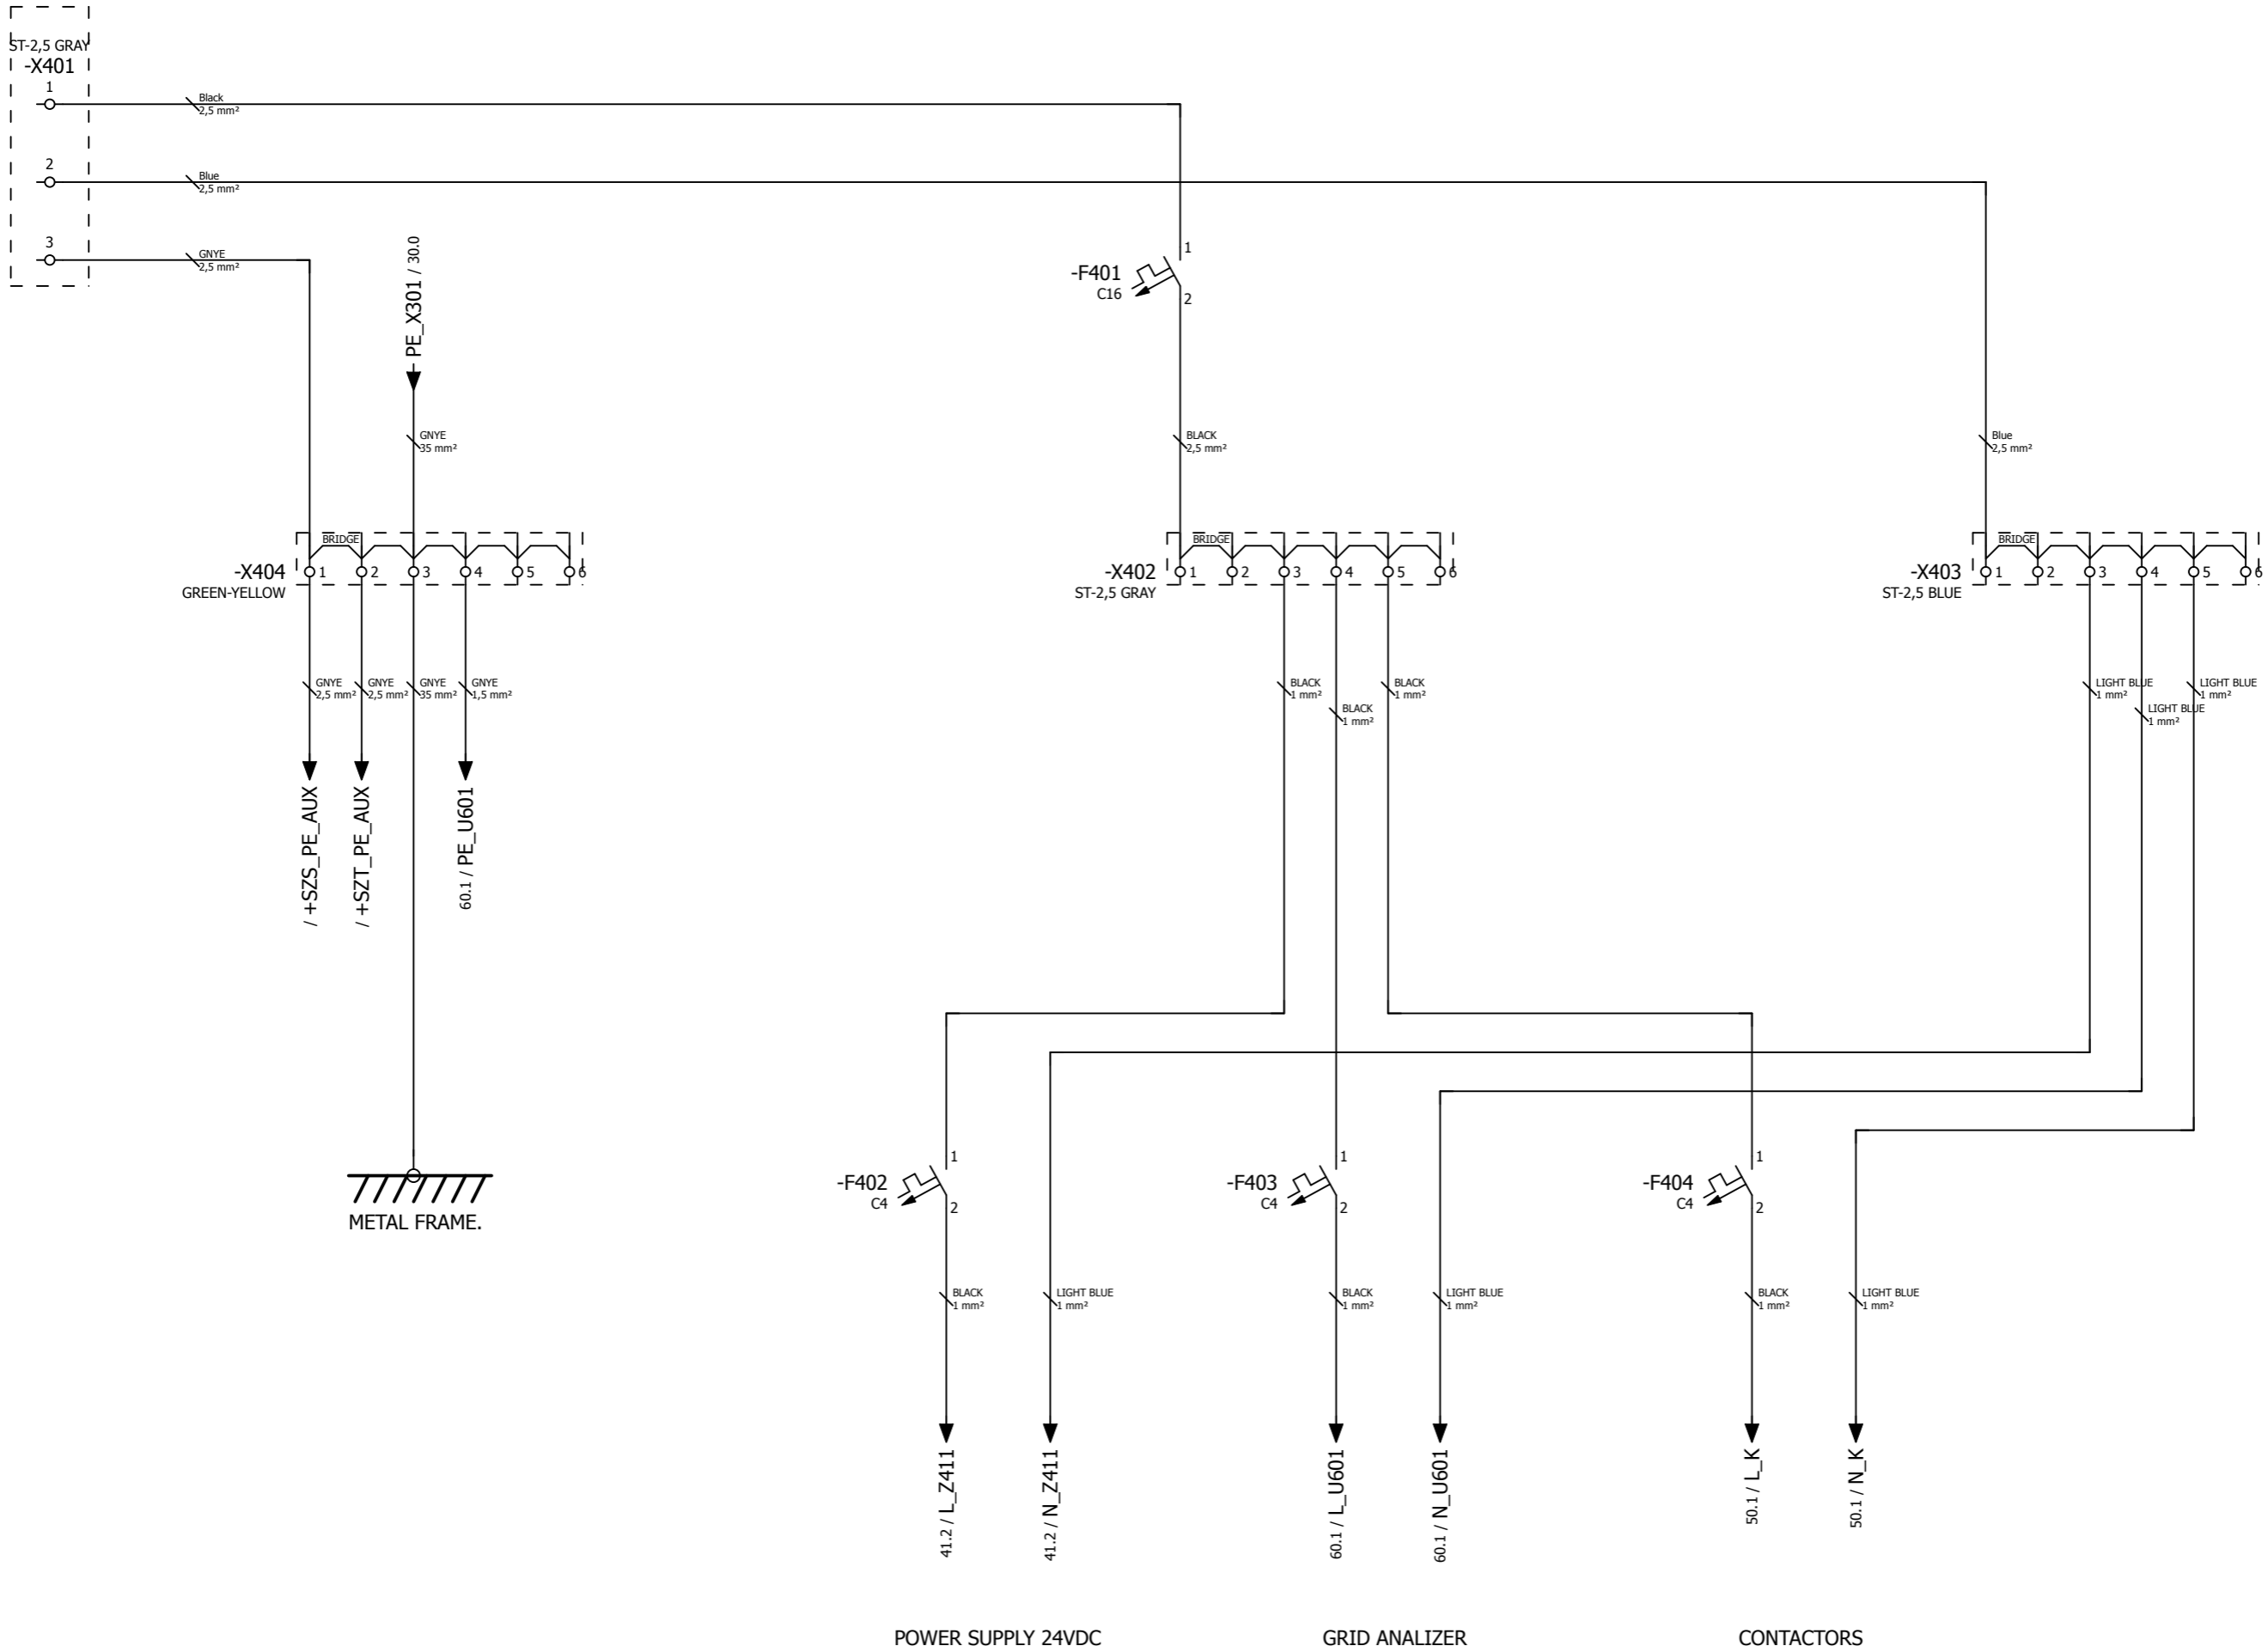 ST-2,5 GRAY
-X401
1
Black
2,5 mm²
2
Blue
2,5 mm²
3
GNYE
2,5 mm²
PE_X301 / 30.0
-F401
C16
1
2
GNYE
35 mm²
BLACK
2,5 mm²
Blue
2,5 mm²
-X404
GREEN-YELLOW
BRIDGE
1 2 3 4 5 6
-X402
ST-2,5 GRAY
BRIDGE
1 2 3 4 5 6
-X403
ST-2,5 BLUE
BRIDGE
1 2 3 4 5 6
GNYE
2,5 mm²
GNYE
2,5 mm²
GNYE
35 mm²
GNYE
1,5 mm²
BLACK
1 mm²
BLACK
1 mm²
BLACK
1 mm²
LIGHT BLUE
1 mm²
LIGHT BLUE
1 mm²
LIGHT BLUE
1 mm²
/ +SZS_PE_AUX
/ +SZT_PE_AUX
60.1 / PE_U601
METAL FRAME.
-F402
C4
1
2
-F403
C4
1
2
-F404
C4
1
2
BLACK
1 mm²
LIGHT BLUE
1 mm²
BLACK
1 mm²
LIGHT BLUE
1 mm²
BLACK
1 mm²
LIGHT BLUE
1 mm²
41.2 / L_Z411
41.2 / N_Z411
60.1 / L_U601
60.1 / N_U601
50.1 / L_K
50.1 / N_K
POWER SUPPLY 24VDC
GRID ANALIZER
CONTACTORS